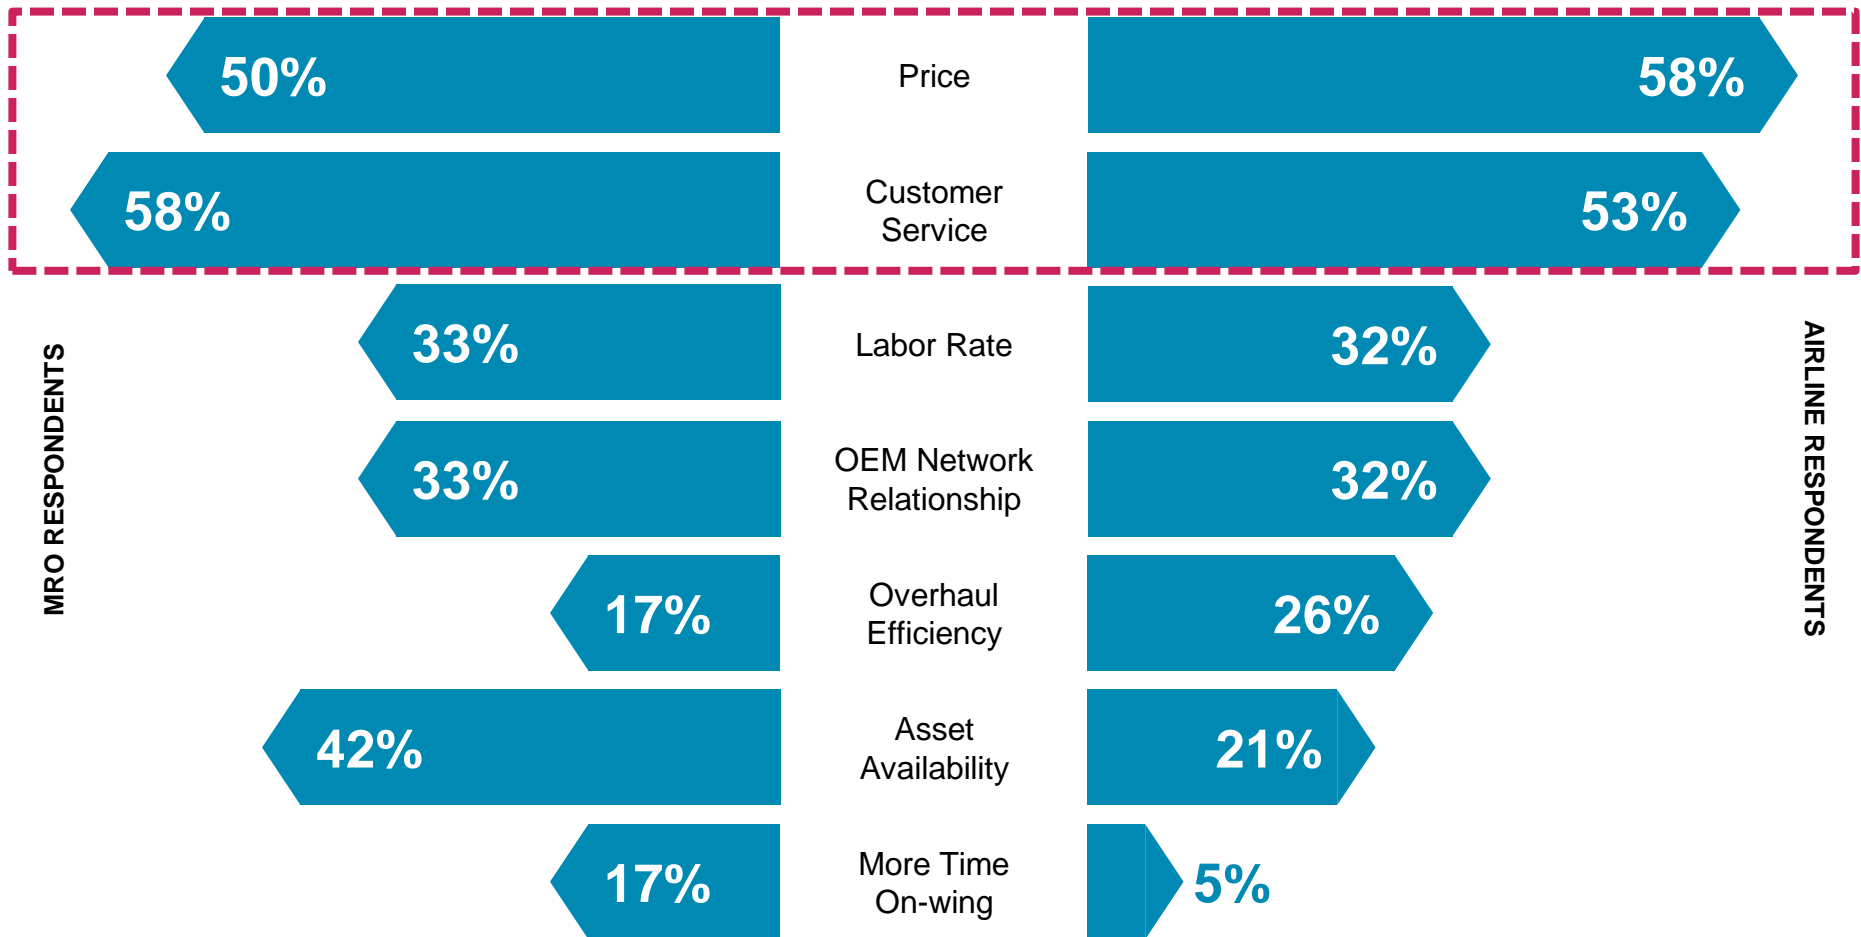 50%
Price
58%
58%
Customer
Service
53%
33%
Labor Rate
32%
33%
OEM Network
Relationship
32%
17%
Overhaul
Efficiency
26%
42%
Asset
Availability
21%
17%
More Time
On-wing
5%
MRO RESPONDENTS
AIRLINE RESPONDENTS